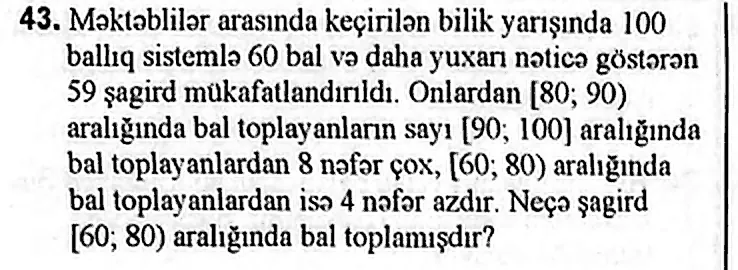 43. Məktəblilər arasında keçirilən bilik yarışında 100
ballıq sistemlə 60 bal və daha yuxarı nəticə göstərən
59 şagird mükafatlandırıldı. Onlardan [80; 90)
aralığında bal toplayanların sayı [90; 100] aralığında
bal toplayanlardan 8 nəfər çox, [60; 80) aralığında
bal toplayanlardan isə 4 nəfər azdır. Neçə şagird
[60; 80) aralığında bal toplamışdır?